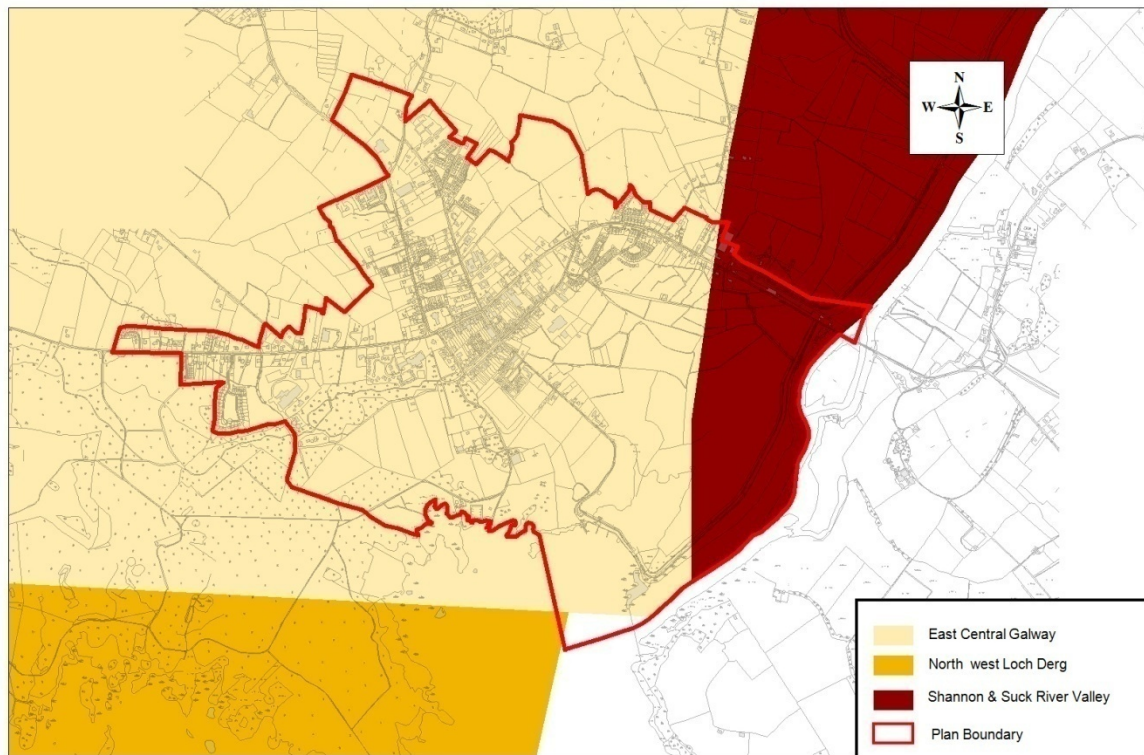 N
W E
S
East Central Galway
North west Loch Derg
Shannon & Suck River Valley
Plan Boundary